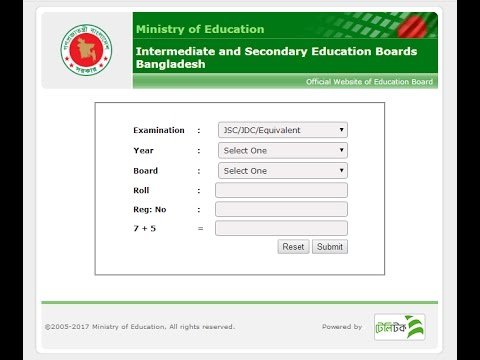 গণপ্রজাতন্ত্রী বাংলাদেশ
সরকার
Ministry of Education
Intermediate and Secondary Education Boards
Bangladesh
Official Website of Education Board
Examination : JSC/JDC/Equivalent
Year : Select One
Board : Select One
Roll :
Reg: No :
7 + 5 =
Reset Submit
©2005-2017 Ministry of Education, All rights reserved.
Powered by টেলিটক